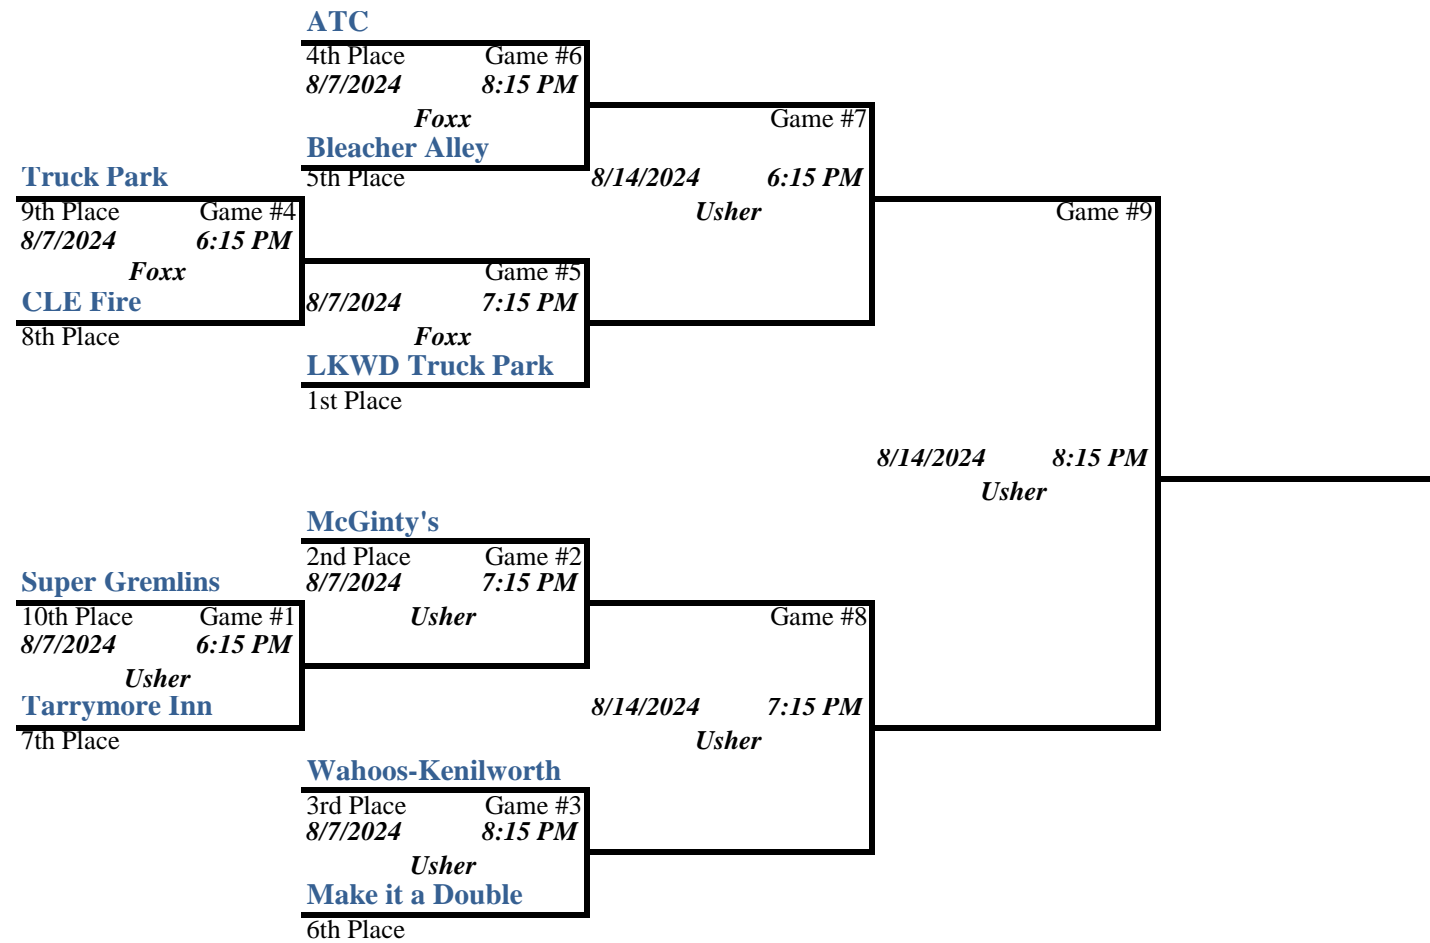 ATC
4th Place Game #6
8/7/2024 8:15 PM
Foxx
Bleacher Alley
5th Place
Truck Park
9th Place Game #4
8/7/2024 6:15 PM
Foxx
CLE Fire
8th Place
Game #5
8/7/2024 7:15 PM
Foxx
LKWD Truck Park
1st Place
Game #7
8/14/2024 6:15 PM
Usher
Game #9
8/14/2024 8:15 PM
Usher
McGinty's
2nd Place Game #2
8/7/2024 7:15 PM
Usher
Super Gremlins
10th Place Game #1
8/7/2024 6:15 PM
Usher
Tarrymore Inn
7th Place
Game #8
8/14/2024 7:15 PM
Usher
Wahoos-Kenilworth
3rd Place Game #3
8/7/2024 8:15 PM
Usher
Make it a Double
6th Place